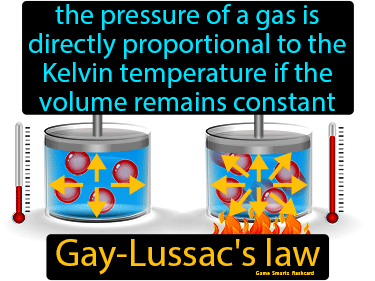 the pressure of a gas is
directly proportional to the
Kelvin temperature if the
volume remains constant
Gay-Lussac's law
Game Smartz flashcard